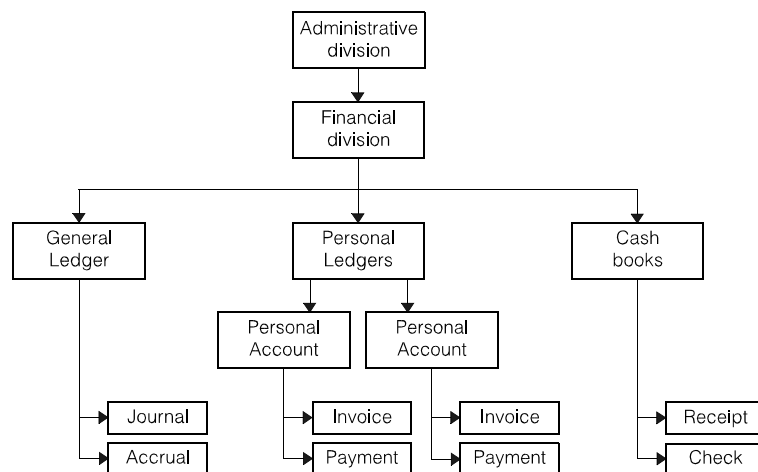 Administrative
division
Financial
division
General
Ledger
Personal
Ledgers
Cash
books
Personal
Account
Personal
Account
Journal
Invoice
Invoice
Receipt
Accrual
Payment
Payment
Check